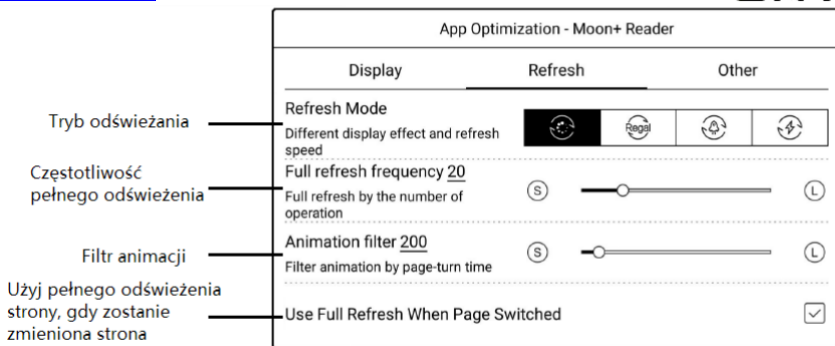 App Optimization - Moon+ Reader
Display Refresh Other
Tryb odświeżania
Refresh Mode
Different display effect and refresh
speed
Regal
Częstotliwość
pełnego odświeżenia
Full refresh frequency 20
Full refresh by the number of
operation
S
L
Filtr animacji
Animation filter 200
Filter animation by page-turn time
S
L
Użyj pełnego odświeżenia
strony, gdy zostanie
zmieniona strona
Use Full Refresh When Page Switched